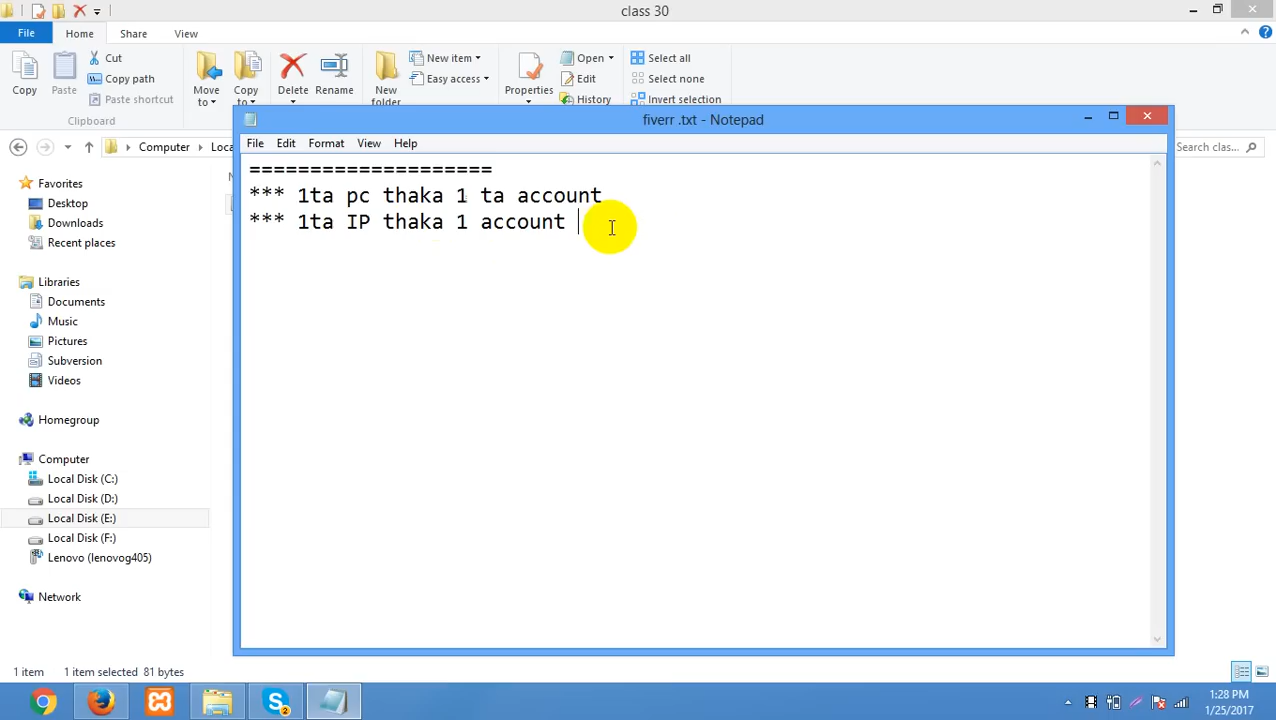 class 30
File Home Share View
Copy
Paste
Cut
Copy path
Paste shortcut
Clipboard
Move to
Copy to
Delete
Rename
New folder
New item
Easy access
Properties
Open
Edit
History
Select all
Select none
Invert selection
fiverr .txt - Notepad
File Edit Format View Help
====================
*** 1ta pc thaka 1 ta account
*** 1ta IP thaka 1 account
Computer
Loca
Search clas...
Favorites
Desktop
Downloads
Recent places
Libraries
Documents
Music
Pictures
Subversion
Videos
Homegroup
Computer
Local Disk (C:)
Local Disk (D:)
Local Disk (E:)
Local Disk (F:)
Lenovo (lenovog405)
Network
1 item 1 item selected 81 bytes
2
1:28 PM
1/25/2017